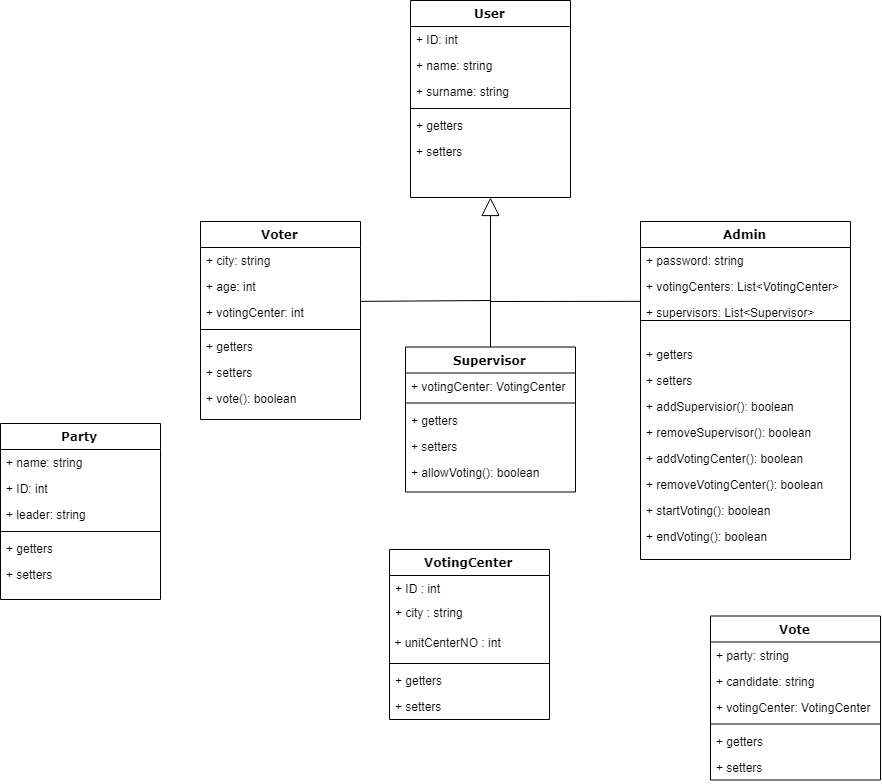 User
+ ID: int
+ name: string
+ surname: string
+ getters
+ setters
Voter
+ city: string
+ age: int
+ votingCenter: int
+ getters
+ setters
+ vote(): boolean
Admin
+ password: string
+ votingCenters: List<VotingCenter>
+ supervisors: List<Supervisor>
+ getters
+ setters
+ addSupervisior(): boolean
+ removeSupervisor(): boolean
+ addVotingCenter(): boolean
+ removeVotingCenter(): boolean
+ startVoting(): boolean
+ endVoting(): boolean
Supervisor
+ votingCenter: VotingCenter
+ getters
+ setters
+ allowVoting(): boolean
Party
+ name: string
+ ID: int
+ leader: string
+ getters
+ setters
VotingCenter
+ ID : int
+ city : string
+ unitCenterNO : int
+ getters
+ setters
Vote
+ party: string
+ candidate: string
+ votingCenter: VotingCenter
+ getters
+ setters